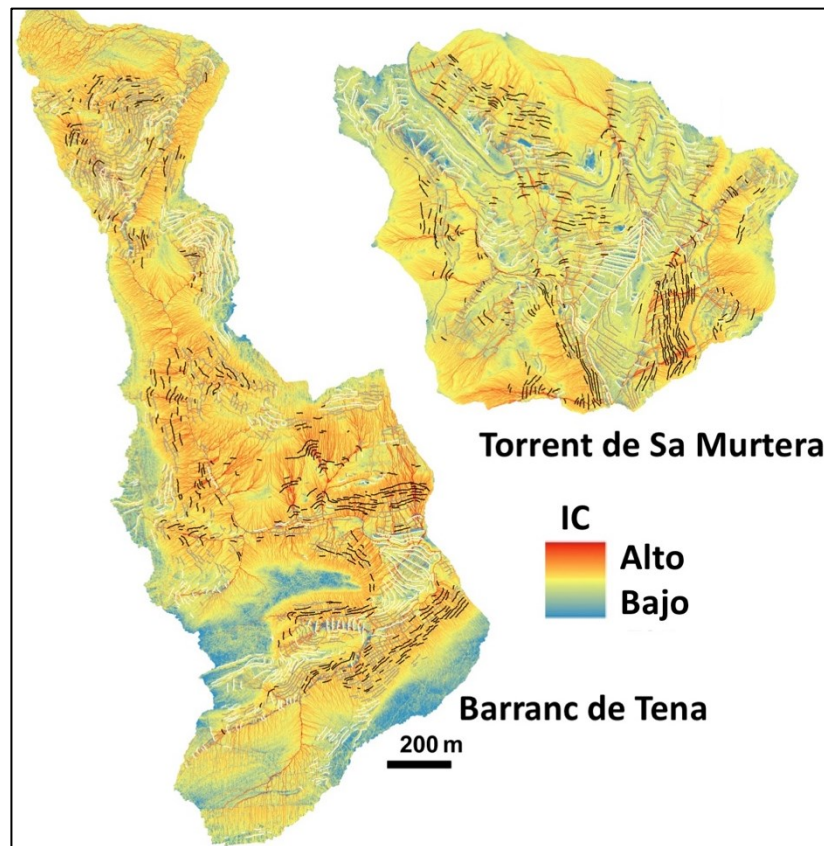 Torrent de Sa Murtera
IC
Alto
Bajo
Barranc de Tena
200 m